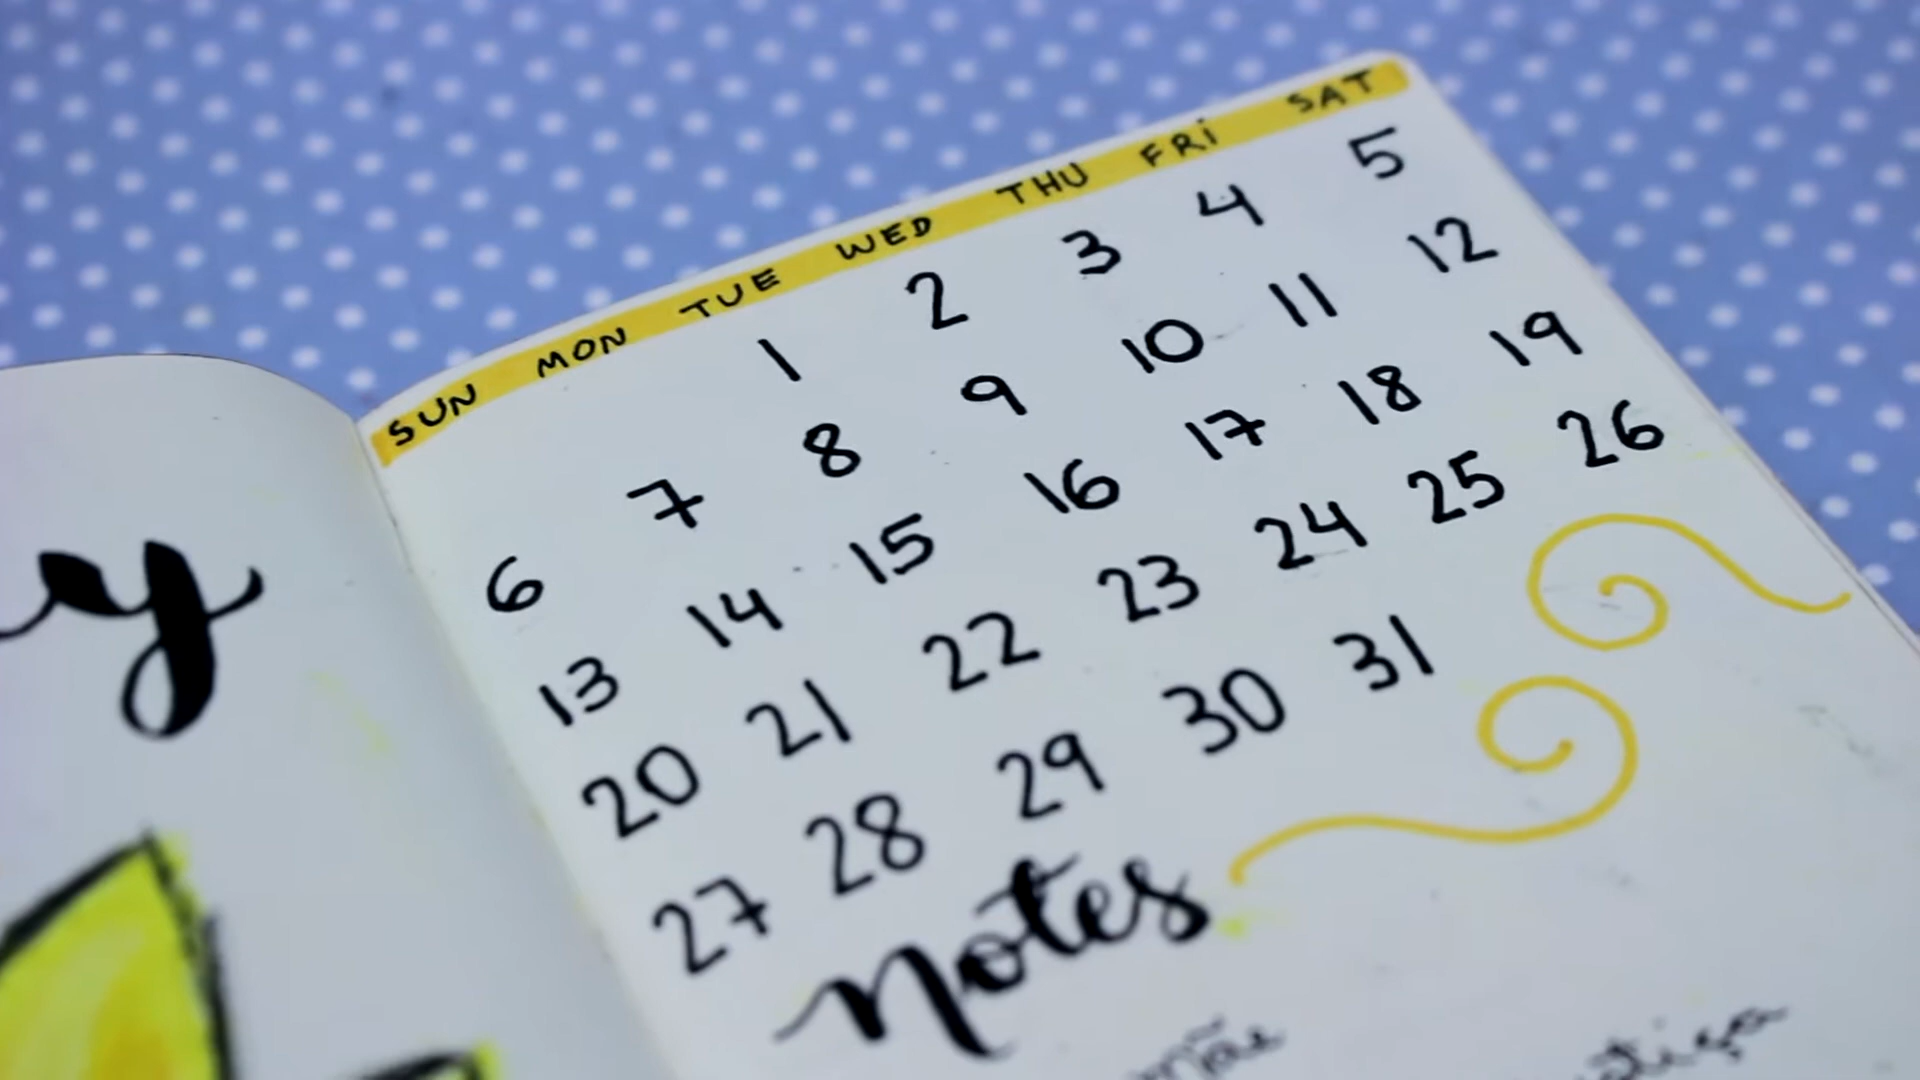 y
SUN MON TUE WED THU FRI SAT
1 2 3 4 5
6 7 8 9 10 11 12
13 14 15 16 17 18 19
20 21 22 23 24 25 26
27 28 29 30 31
Notes
mãe